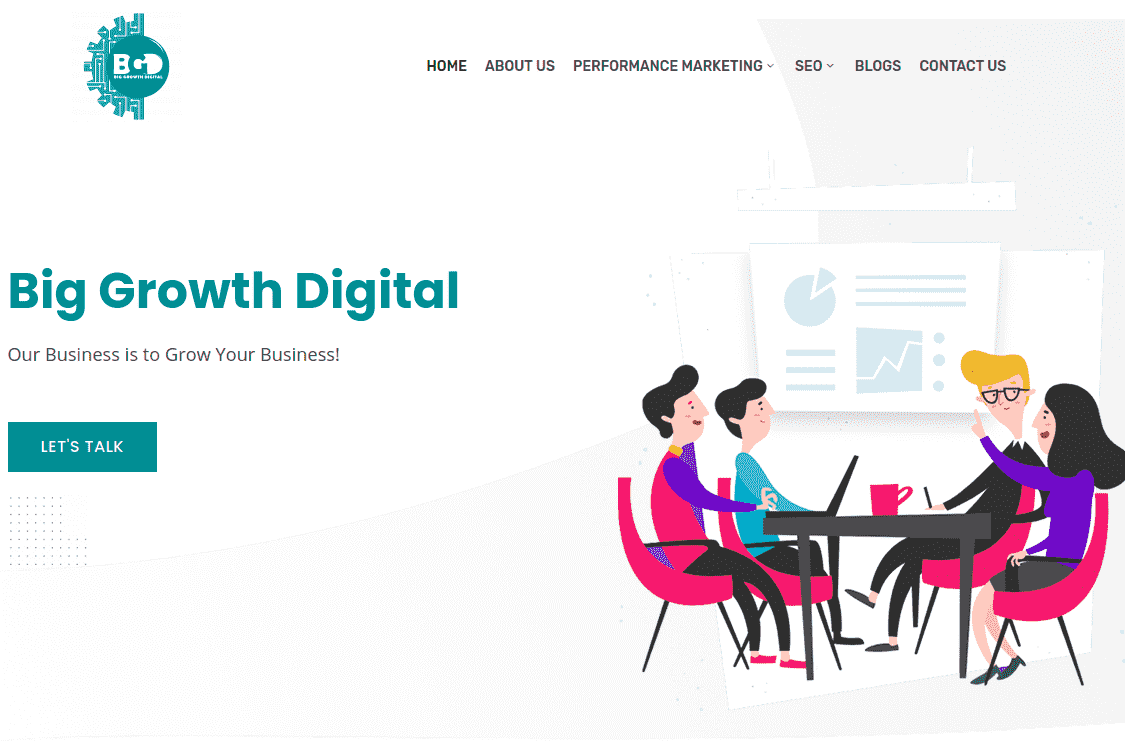 BGD
BIG GROWTH DIGITAL
HOME ABOUT US PERFORMANCE MARKETING SEO BLOGS CONTACT US
Big Growth Digital
Our Business is to Grow Your Business!
LET'S TALK